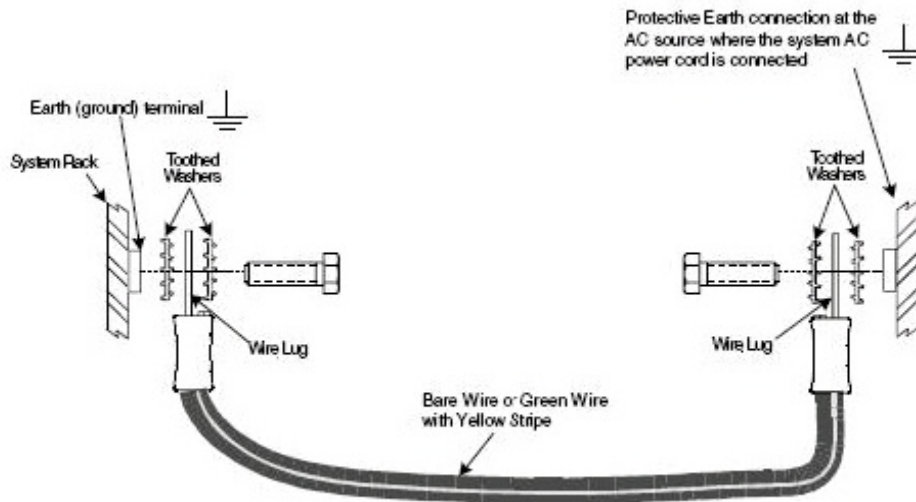 Protective Earth connection at the
AC source where the system AC
power cord is connected
Earth (ground) terminal
System Rack
Toothed
Washers
Toothed
Washers
Wire Lug
Wire Lug
Bare Wire or Green Wire
with Yellow Stripe